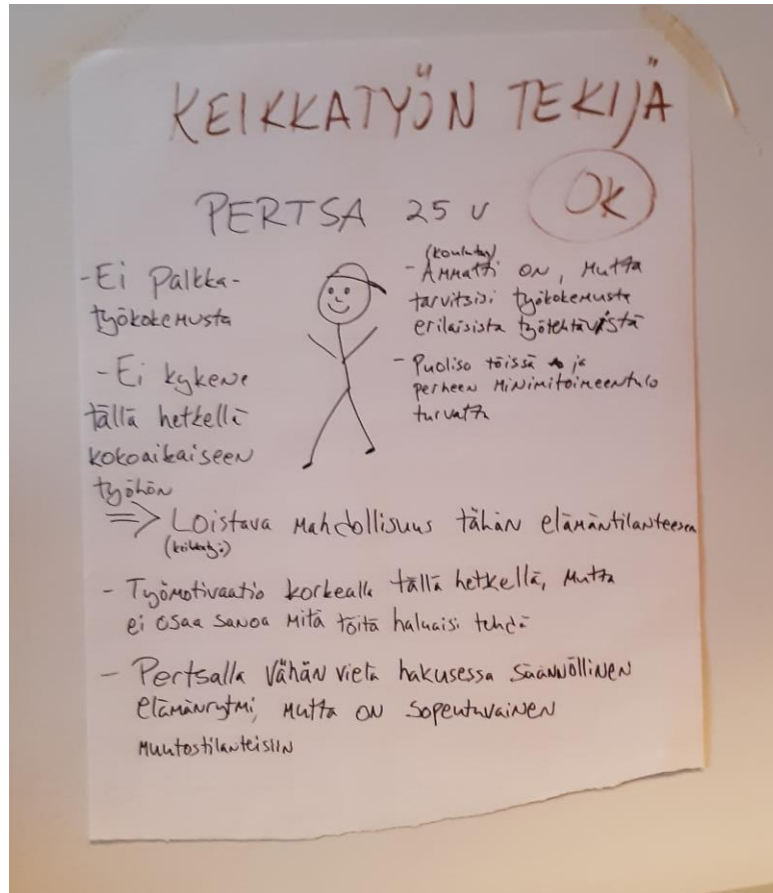 KEIKKATYÖN TEKIJÄ
OK
PERTSA 25 V
- Ei Palkka-
työkokemusta
- Ei kykene
tällä hetkellä
kokoaikaiseen
työhön
(koulutus)
- Ammatti on, mutta
tarvitsisi työkokemusta
erilaisista työtehtävistä
- Puoliso töissä ja
perheen minimitoimeentulo
turvattu
=> Loistava mahdollisuus tähän elämäntilanteeseen
(keikkatyö)
- Työmotivaatio korkealla tällä hetkellä, mutta
ei osaa sanoa mitä töitä haluaisi tehdä
- Pertsalla vähän vielä hakusessa säännöllinen
elämänrytmi, mutta on sopeutuvainen
muutostilanteisiin